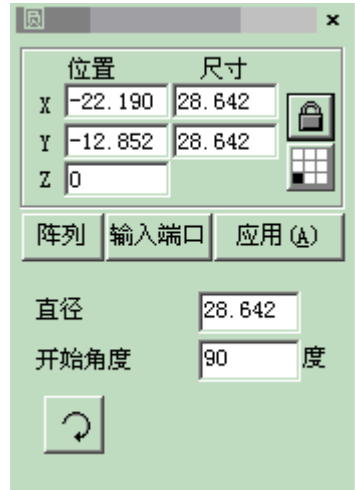 圆 ×
位置 尺寸
X -22.190 28.642
Y -12.852 28.642
Z 0
阵列 输入端口 应用(A)
直径 28.642
开始角度 90 度